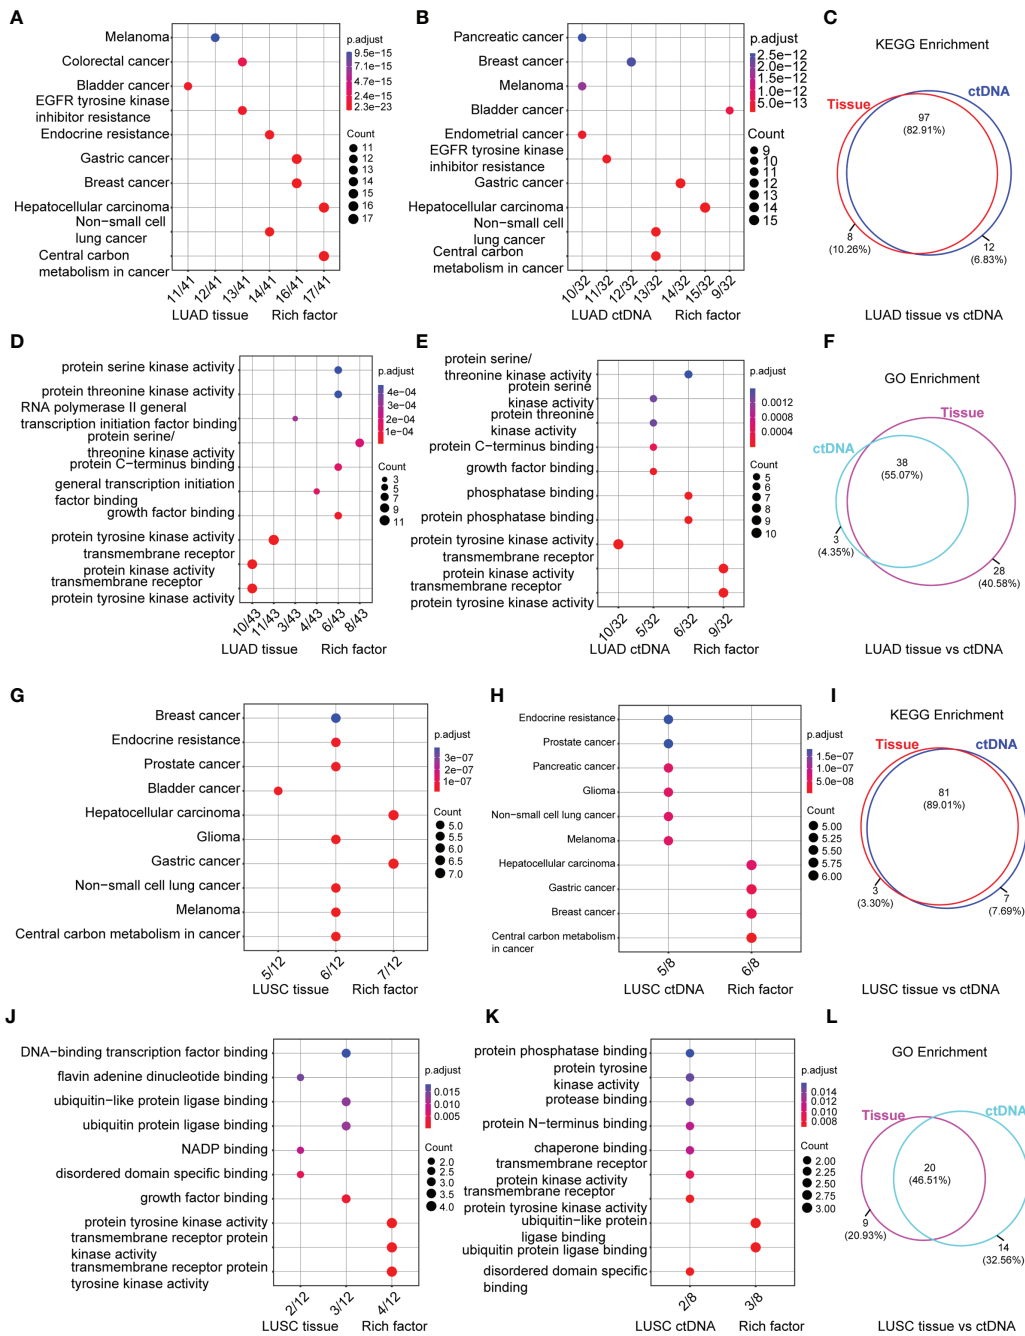 A
Melanoma
Colorectal cancer
Bladder cancer
EGFR tyrosine kinase
inhibitor resistance
Endocrine resistance
Gastric cancer
Breast cancer
Hepatocellular carcinoma
Non−small cell
lung cancer
Central carbon
metabolism in cancer
11/41
12/41
13/41
14/41
16/41
17/41
LUAD tissue
Rich factor
p.adjust
9.5e-15
7.1e-15
4.7e-15
2.4e-15
2.3e-23
Count
11
12
13
14
15
16
17
B
Pancreatic cancer
Breast cancer
Melanoma
Bladder cancer
Endometrial cancer
EGFR tyrosine kinase
inhibitor resistance
Gastric cancer
Hepatocellular carcinoma
Non−small cell
lung cancer
Central carbon
metabolism in cancer
10/32
11/32
12/32
13/32
14/32
15/32
9/32
LUAD ctDNA
Rich factor
p.adjust
2.5e-12
2.0e-12
1.5e-12
1.0e-12
5.0e-13
Count
9
10
11
12
13
14
15
C
KEGG Enrichment
Tissue
ctDNA
97
(82.91%)
8
(10.26%)
12
(6.83%)
LUAD tissue vs ctDNA
D
protein serine kinase activity
protein threonine kinase activity
RNA polymerase II general
transcription initiation factor binding
protein serine/
threonine kinase activity
protein C−terminus binding
general transcription initiation
factor binding
growth factor binding
protein tyrosine kinase activity
transmembrane receptor
protein kinase activity
transmembrane receptor
protein tyrosine kinase activity
10/43
11/43
3/43
4/43
6/43
8/43
LUAD tissue
Rich factor
p.adjust
4e−04
3e−04
2e−04
1e−04
Count
3
5
7
9
11
E
protein serine/
threonine kinase activity
protein serine
kinase activity
protein threonine
kinase activity
protein C−terminus binding
growth factor binding
phosphatase binding
protein phosphatase binding
protein tyrosine kinase activity
transmembrane receptor
protein kinase activity
transmembrane receptor
protein tyrosine kinase activity
10/32
5/32
6/32
9/32
LUAD ctDNA
Rich factor
p.adjust
0.0012
0.0008
0.0004
Count
5
6
7
8
9
10
F
GO Enrichment
Tissue
ctDNA
38
(55.07%)
3
(4.35%)
28
(40.58%)
LUAD tissue vs ctDNA
G
Breast cancer
Endocrine resistance
Prostate cancer
Bladder cancer
Hepatocellular carcinoma
Glioma
Gastric cancer
Non−small cell lung cancer
Melanoma
Central carbon metabolism in cancer
5/12
6/12
7/12
LUSC tissue
Rich factor
p.adjust
3e−07
2e−07
1e−07
Count
5.0
5.5
6.0
6.5
7.0
H
Endocrine resistance
Prostate cancer
Pancreatic cancer
Glioma
Non−small cell lung cancer
Melanoma
Hepatocellular carcinoma
Gastric cancer
Breast cancer
Central carbon metabolism
in cancer
5/8
6/8
LUSC ctDNA
Rich factor
p.adjust
1.5e−07
1.0e−07
5.0e−08
Count
5.00
5.25
5.50
5.75
6.00
I
KEGG Enrichment
Tissue
ctDNA
81
(89.01%)
3
(3.30%)
7
(7.69%)
LUSC tissue vs ctDNA
J
DNA−binding transcription factor binding
flavin adenine dinucleotide binding
ubiquitin−like protein ligase binding
ubiquitin protein ligase binding
NADP binding
disordered domain specific binding
growth factor binding
protein tyrosine kinase activity
transmembrane receptor protein
kinase activity
transmembrane receptor protein
tyrosine kinase activity
2/12
3/12
4/12
LUSC tissue
Rich factor
p.adjust
0.015
0.010
0.005
Count
2.0
2.5
3.0
3.5
4.0
K
protein phosphatase binding
protein tyrosine
kinase activity
protease binding
protein N−terminus binding
chaperone binding
transmembrane receptor
protein kinase activity
transmembrane receptor
protein tyrosine kinase activity
ubiquitin−like protein
ligase binding
ubiquitin protein ligase binding
disordered domain specific
binding
2/8
3/8
LUSC ctDNA
Rich factor
p.adjust
0.014
0.012
0.010
0.008
Count
2.00
2.25
2.50
2.75
3.00
L
GO Enrichment
Tissue
ctDNA
20
(46.51%)
9
(20.93%)
14
(32.56%)
LUSC tissue vs ctDNA